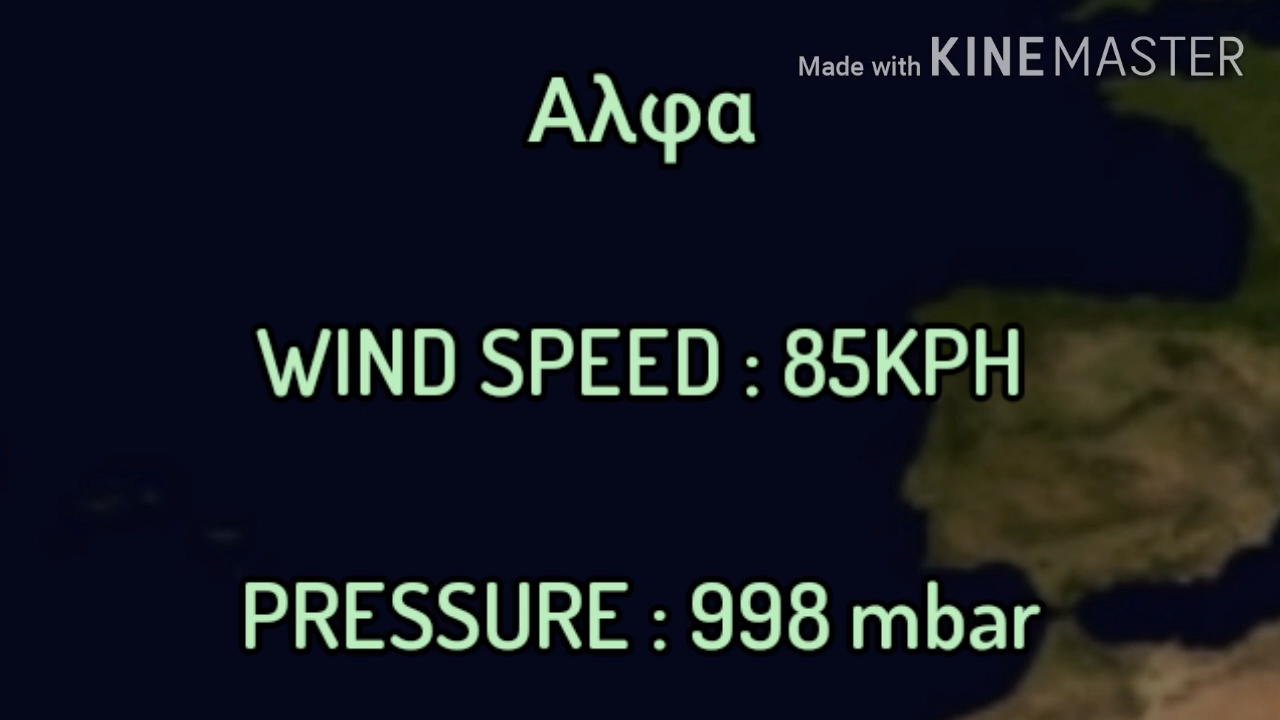 Made with KINEMASTER
Αλφα
WIND SPEED : 85KPH
PRESSURE : 998 mbar